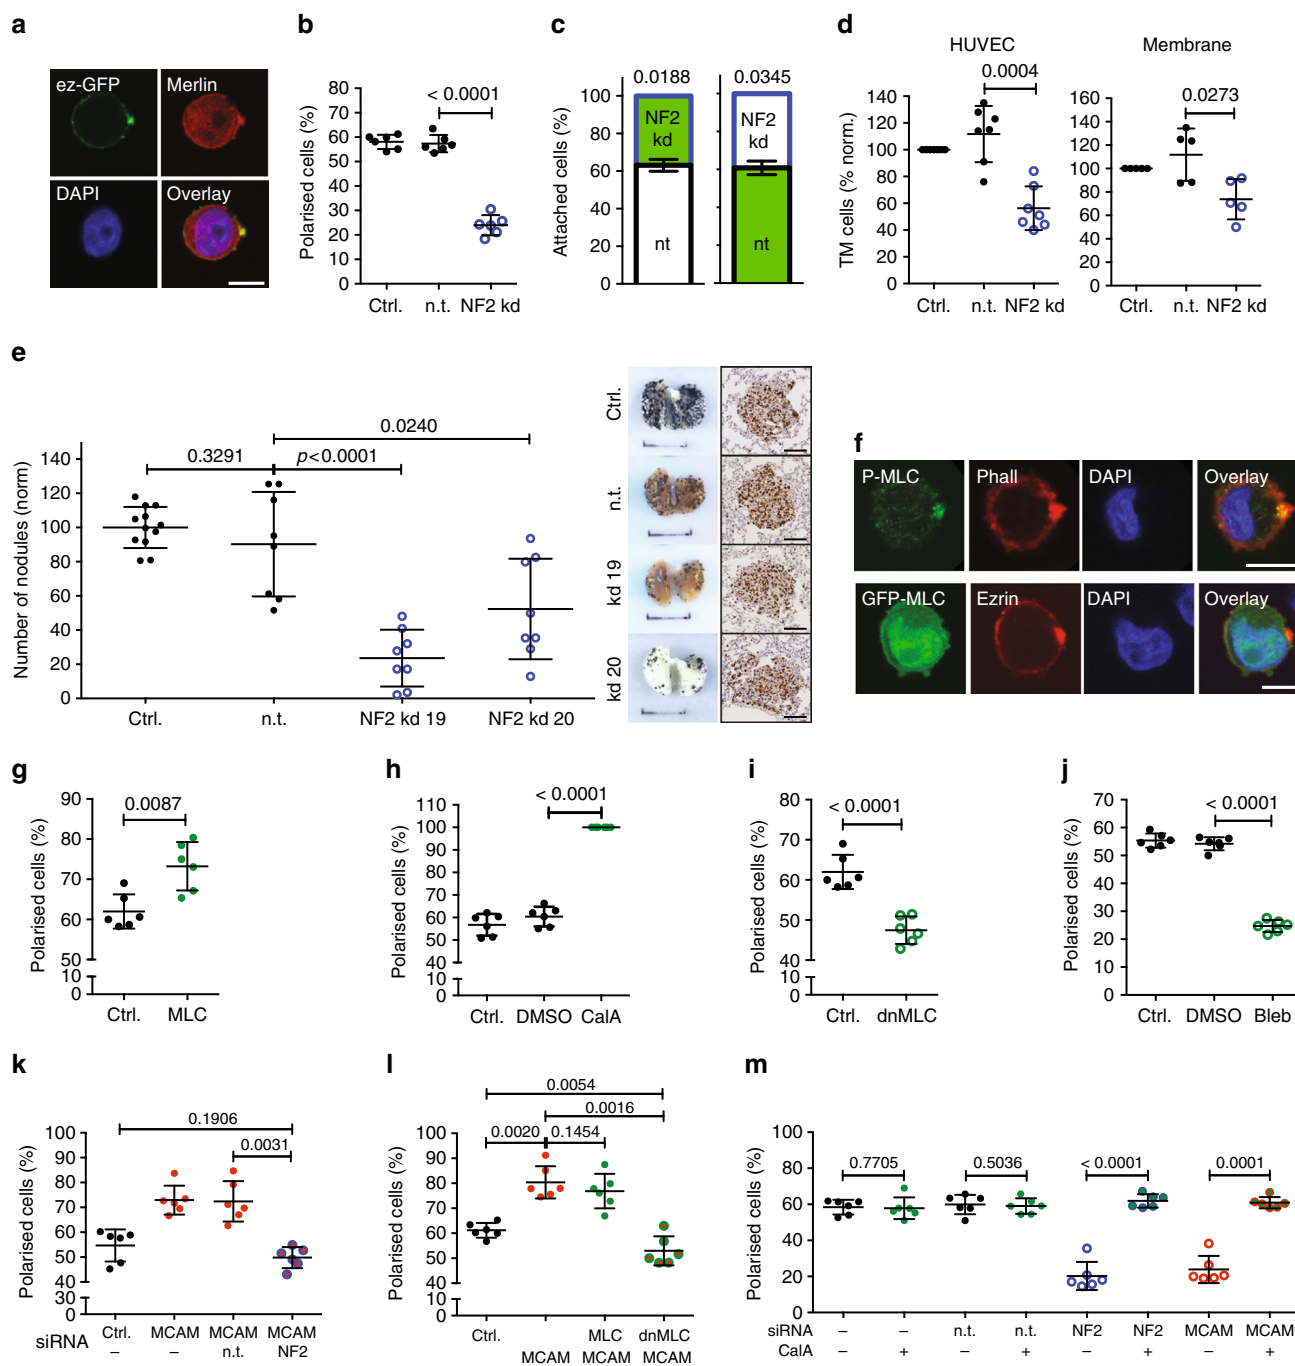 a
ez-GFP Merlin
DAPI Overlay
b
Polarised cells (%)
80
70
60
50
40
30
20
10
0
< 0.0001
Ctrl. n.t. NF2 kd
c
Attached cells (%)
100
80
60
40
20
0
0.0188 0.0345
NF2 kd
nt
NF2 kd
nt
d
HUVEC
TM cells (% norm.)
140
120
100
80
60
40
20
0
0.0004
Ctrl. n.t. NF2 kd
Membrane
160
140
120
100
80
60
40
20
0
0.0273
Ctrl. n.t. NF2 kd
e
Number of nodules (norm)
140
120
100
80
60
40
20
0
0.0240
0.3291 p<0.0001
Ctrl. n.t. NF2 kd 19 NF2 kd 20
Ctrl.
n.t.
kd 19
kd 20
f
P-MLC Phall DAPI Overlay
GFP-MLC Ezrin DAPI Overlay
g
Polarised cells (%)
90
80
70
60
50
10
0
0.0087
Ctrl. MLC
h
Polarised cells (%)
110
100
90
80
70
60
50
40
10
0
< 0.0001
Ctrl. DMSO CalA
i
Polarised cells (%)
80
70
60
50
40
10
0
< 0.0001
Ctrl. dnMLC
j
Polarised cells (%)
70
60
50
40
30
20
10
0
< 0.0001
Ctrl. DMSO Bleb
k
Polarised cells (%)
100
90
80
70
60
50
40
30
0
0.1906
0.0031
siRNA
Ctrl. MCAM MCAM MCAM
– – n.t. NF2
l
Polarised cells (%)
100
90
80
70
60
50
40
10
0
0.0054
0.0016
0.0020 0.1454
Ctrl. MLC dnMLC
MCAM MCAM MCAM
m
Polarised cells (%)
100
80
60
40
20
0
0.7705 0.5036 < 0.0001 0.0001
siRNA – – n.t. n.t. NF2 NF2 MCAM MCAM
CalA – + – + – + – +